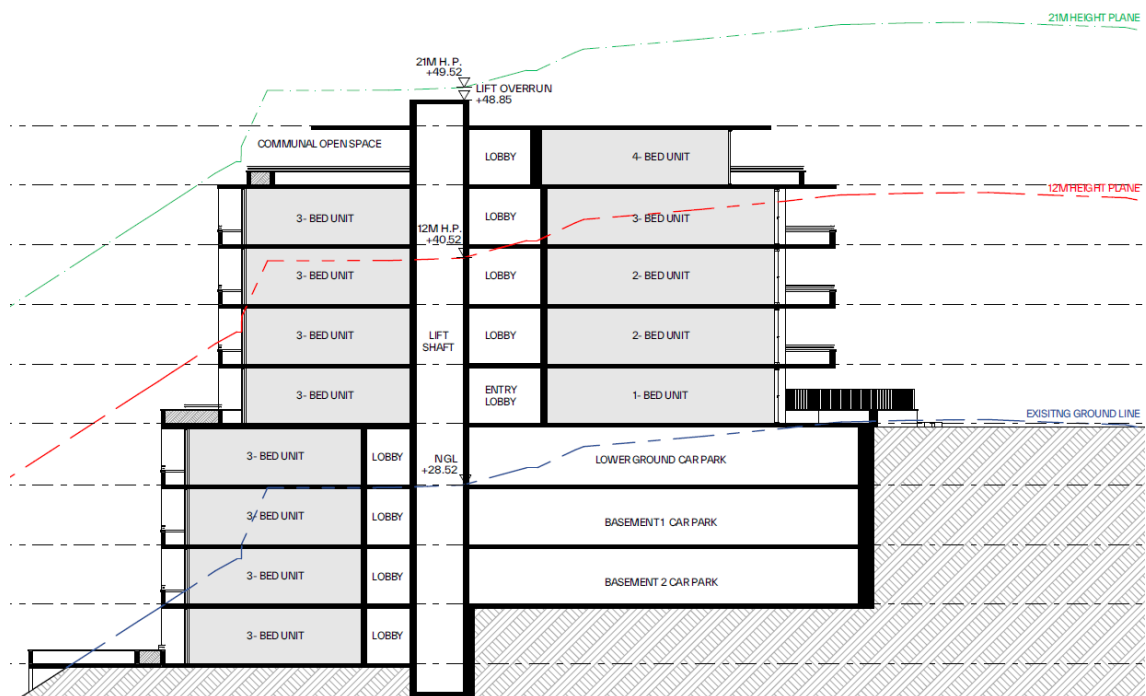 21M HEIGHT PLANE
21M H. P.
+49.52
LIFT OVERRUN
+48.85
COMMUNAL OPEN SPACE
LOBBY
4- BED UNIT
12M HEIGHT PLANE
3- BED UNIT
LOBBY
3- BED UNIT
12M H.P.
+40.52
3- BED UNIT
LOBBY
2- BED UNIT
3- BED UNIT
LIFT
SHAFT
LOBBY
2- BED UNIT
3- BED UNIT
ENTRY
LOBBY
1- BED UNIT
EXISITNG GROUND LINE
3- BED UNIT
LOBBY
NGL
+28.52
LOWER GROUND CAR PARK
3- BED UNIT
LOBBY
BASEMENT 1 CAR PARK
3- BED UNIT
LOBBY
BASEMENT 2 CAR PARK
3- BED UNIT
LOBBY